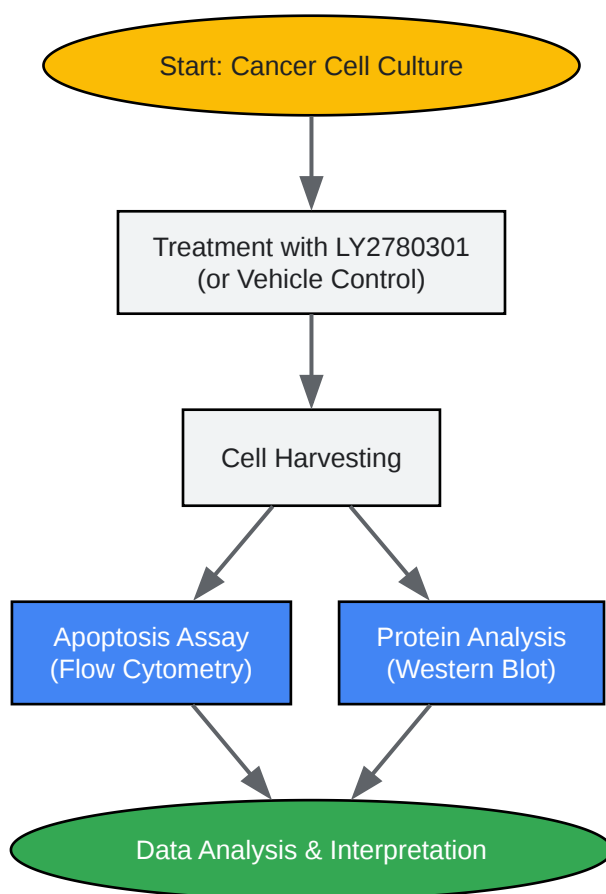 Start: Cancer Cell Culture
Treatment with LY2780301
(or Vehicle Control)
Cell Harvesting
Apoptosis Assay
(Flow Cytometry)
Protein Analysis
(Western Blot)
Data Analysis & Interpretation